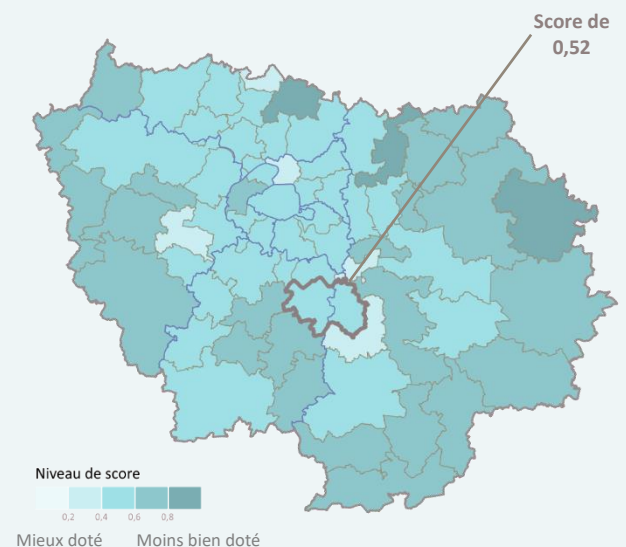 Score de
0,52
Niveau de score
0,2 0,4 0,6 0,8
Mieux doté Moins bien doté